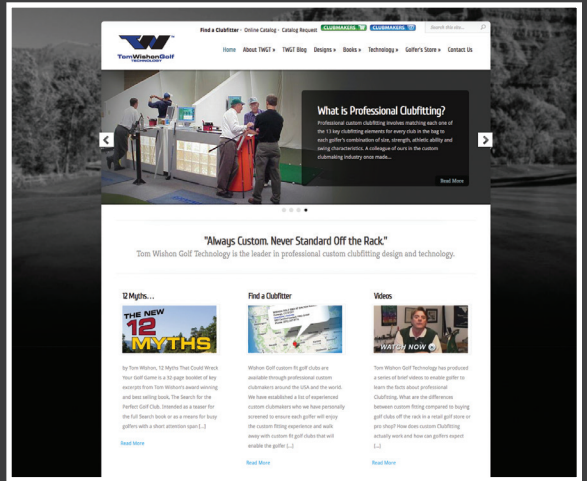 Find a Clubfitter - Online Catalog - Catalog Request CLUBMAKERS CLUBMAKERS Search this site...
TomWishonGolf
TECHNOLOGY
Home About TWGT » TWGT Blog Designs » Books » Technology » Golfer's Store » Contact Us
What is Professional Clubfitting?
Professional custom clubfitting involves matching each one of
the 13 key clubfitting elements for every club in the bag to
each golfer's combination of size, strength, athletic ability and
swing characteristics. A colleague of ours in the custom
clubmaking industry once made...
Read More
"Always Custom. Never Standard Off the Rack."
Tom Wishon Golf Technology is the leader in professional custom clubfitting design and technology.
12 Myths...
THE NEW
12
MYTHS
by Tom Wishon, 12 Myths That Could Wreck
Your Golf Game is a 32-page booklet of key
excerpts from Tom Wishon's award winning
and best selling book, The Search for the
Perfect Golf Club. Intended as a teaser for
the full Search book or as a means for busy
golfers with a short attention span [...]
Read More
Find a Clubfitter
Wishon Golf custom fit golf clubs are
available through professional custom
clubmakers around the USA and the world.
We have established a list of experienced
custom clubmakers who we have personally
screened to ensure each golfer will enjoy
the custom fitting experience and walk
away with custom fit golf clubs that will
enable the golfer [...]
Read More
Videos
WATCH NOW
Tom Wishon Golf Technology has produced
a series of brief videos to enable golfer to
learn the facts about professional
Clubfitting. What are the differences
between custom fitting compared to buying
golf clubs off the rack in a retail golf store or
pro shop? How does custom Clubfitting
actually work and how can golfers expect
[...]
Read More